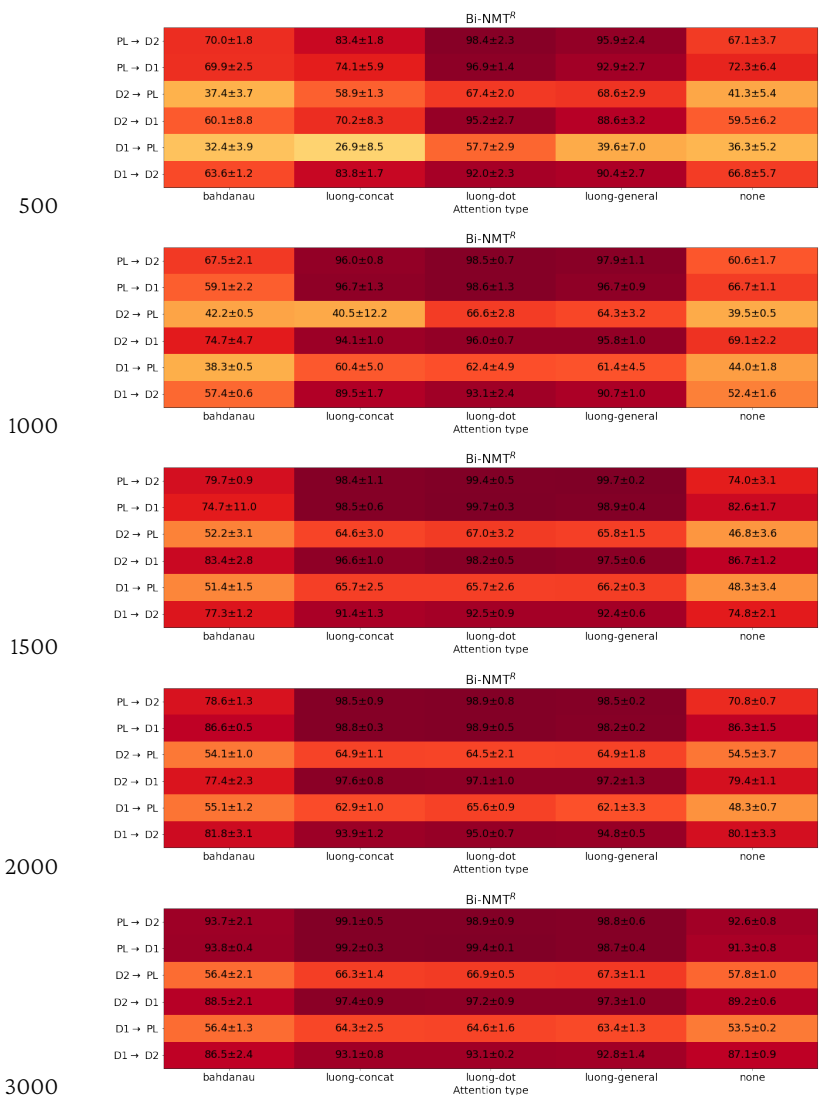 Bi-NMT^R
PL → D2 70.0±1.8 83.4±1.8 98.4±2.3 95.9±2.4 67.1±3.7
PL → D1 69.9±2.5 74.1±5.9 96.9±1.4 92.9±2.7 72.3±6.4
D2 → PL 37.4±3.7 58.9±1.3 67.4±2.0 68.6±2.9 41.3±5.4
D2 → D1 60.1±8.8 70.2±8.3 95.2±2.7 88.6±3.2 59.5±6.2
D1 → PL 32.4±3.9 26.9±8.5 57.7±2.9 39.6±7.0 36.3±5.2
D1 → D2 63.6±1.2 83.8±1.7 92.0±2.3 90.4±2.7 66.8±5.7
bahdanau luong-concat luong-dot luong-general none
500 Attention type
Bi-NMT^R
PL → D2 67.5±2.1 96.0±0.8 98.5±0.7 97.9±1.1 60.6±1.7
PL → D1 59.1±2.2 96.7±1.3 98.6±1.3 96.7±0.9 66.7±1.1
D2 → PL 42.2±0.5 40.5±12.2 66.6±2.8 64.3±3.2 39.5±0.5
D2 → D1 74.7±4.7 94.1±1.0 96.0±0.7 95.8±1.0 69.1±2.2
D1 → PL 38.3±0.5 60.4±5.0 62.4±4.9 61.4±4.5 44.0±1.8
D1 → D2 57.4±0.6 89.5±1.7 93.1±2.4 90.7±1.0 52.4±1.6
bahdanau luong-concat luong-dot luong-general none
1000 Attention type
Bi-NMT^R
PL → D2 79.7±0.9 98.4±1.1 99.4±0.5 99.7±0.2 74.0±3.1
PL → D1 74.7±11.0 98.5±0.6 99.7±0.3 98.9±0.4 82.6±1.7
D2 → PL 52.2±3.1 64.6±3.0 67.0±3.2 65.8±1.5 46.8±3.6
D2 → D1 83.4±2.8 96.6±1.0 98.2±0.5 97.5±0.6 86.7±1.2
D1 → PL 51.4±1.5 65.7±2.5 65.7±2.6 66.2±0.3 48.3±3.4
D1 → D2 77.3±1.2 91.4±1.3 92.5±0.9 92.4±0.6 74.8±2.1
bahdanau luong-concat luong-dot luong-general none
1500 Attention type
Bi-NMT^R
PL → D2 78.6±1.3 98.5±0.9 98.9±0.8 98.5±0.2 70.8±0.7
PL → D1 86.6±0.5 98.8±0.3 98.9±0.5 98.2±0.2 86.3±1.5
D2 → PL 54.1±1.0 64.9±1.1 64.5±2.1 64.9±1.8 54.5±3.7
D2 → D1 77.4±2.3 97.6±0.8 97.1±1.0 97.2±1.3 79.4±1.1
D1 → PL 55.1±1.2 62.9±1.0 65.6±0.9 62.1±3.3 48.3±0.7
D1 → D2 81.8±3.1 93.9±1.2 95.0±0.7 94.8±0.5 80.1±3.3
bahdanau luong-concat luong-dot luong-general none
2000 Attention type
Bi-NMT^R
PL → D2 93.7±2.1 99.1±0.5 98.9±0.9 98.8±0.6 92.6±0.8
PL → D1 93.8±0.4 99.2±0.3 99.4±0.1 98.7±0.4 91.3±0.8
D2 → PL 56.4±2.1 66.3±1.4 66.9±0.5 67.3±1.1 57.8±1.0
D2 → D1 88.5±2.1 97.4±0.9 97.2±0.9 97.3±1.0 89.2±0.6
D1 → PL 56.4±1.3 64.3±2.5 64.6±1.6 63.4±1.3 53.5±0.2
D1 → D2 86.5±2.4 93.1±0.8 93.1±0.2 92.8±1.4 87.1±0.9
bahdanau luong-concat luong-dot luong-general none
3000 Attention type